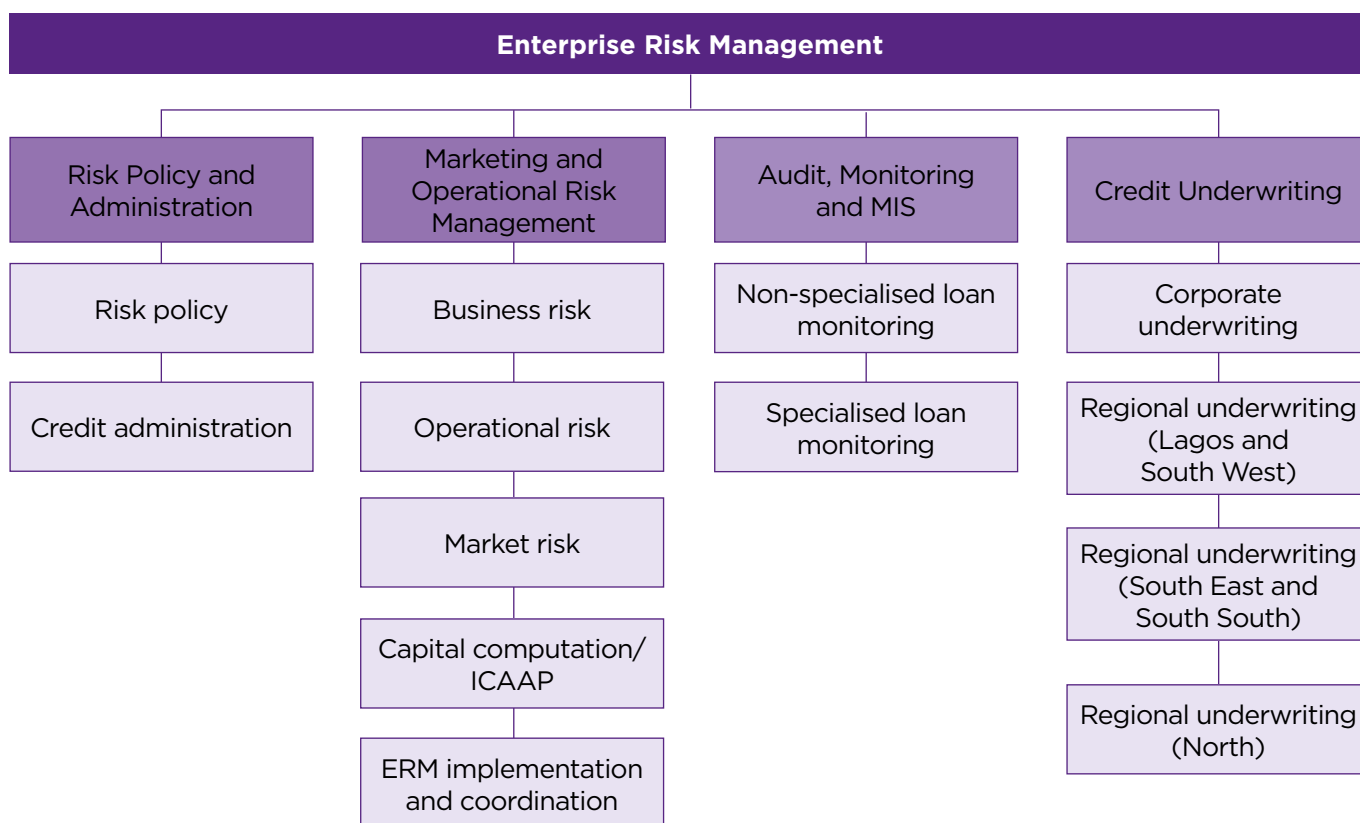 Enterprise Risk Management
Risk Policy and
Administration
Risk policy
Credit administration
Marketing and
Operational Risk
Management
Business risk
Operational risk
Market risk
Capital computation/
ICAAP
ERM implementation
and coordination
Audit, Monitoring
and MIS
Non-specialised loan
monitoring
Specialised loan
monitoring
Credit Underwriting
Corporate
underwriting
Regional underwriting
(Lagos and
South West)
Regional underwriting
(South East and
South South)
Regional underwriting
(North)